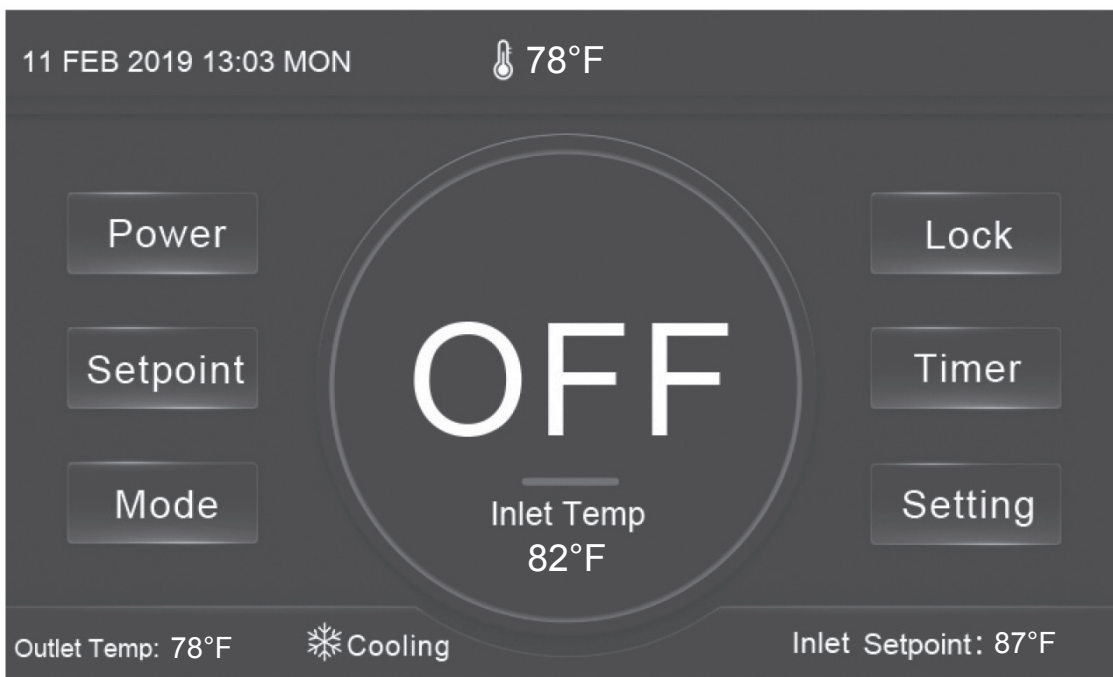 11 FEB 2019 13:03 MON
78°F
Power
Lock
Setpoint
OFF
Timer
Mode
Inlet Temp
82°F
Setting
Outlet Temp: 78°F
Cooling
Inlet Setpoint: 87°F